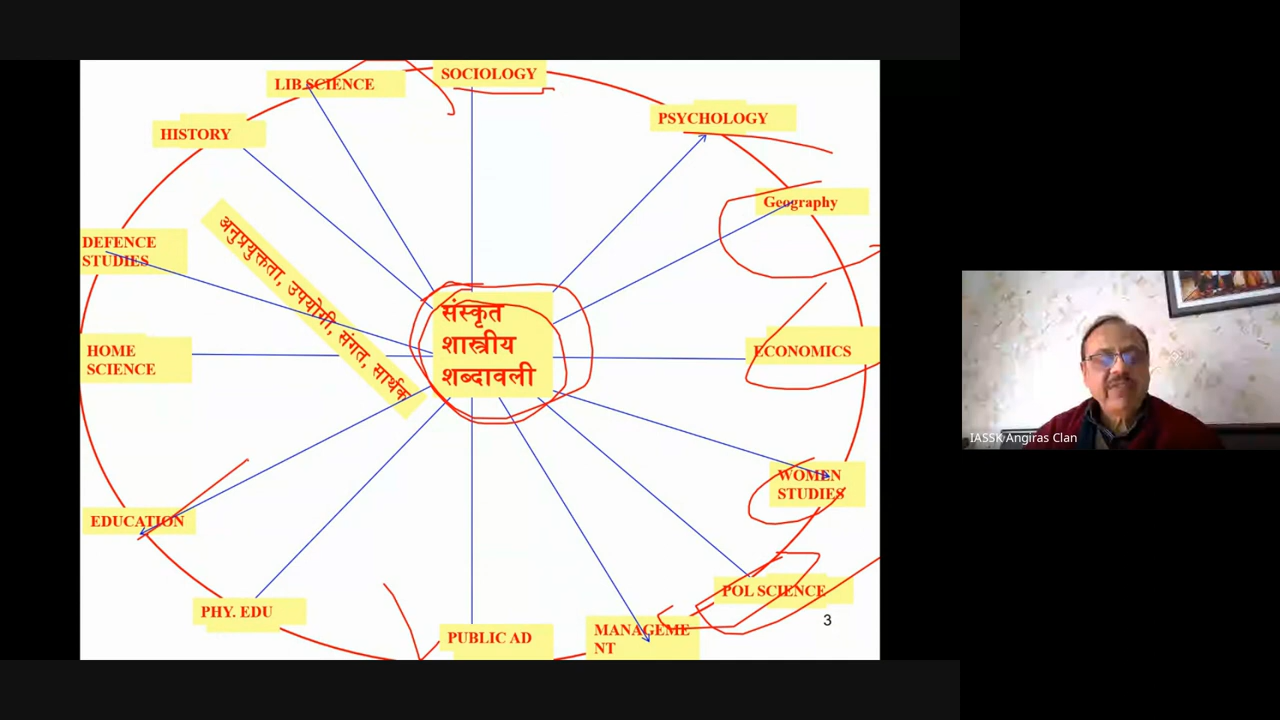 LIB.SCIENCE
SOCIOLOGY
PSYCHOLOGY
HISTORY
Geography
DEFENCE
STUDIES
अनुप्रयुक्तता, उपयोगी, संगत, सार्थक
संस्कृत
शास्त्रीय
शब्दावली
HOME
SCIENCE
ECONOMICS
WOMEN
STUDIES
EDUCATION
POL SCIENCE
PHY. EDU
PUBLIC AD
MANAGEME
NT
3
IASSK Angiras Clan